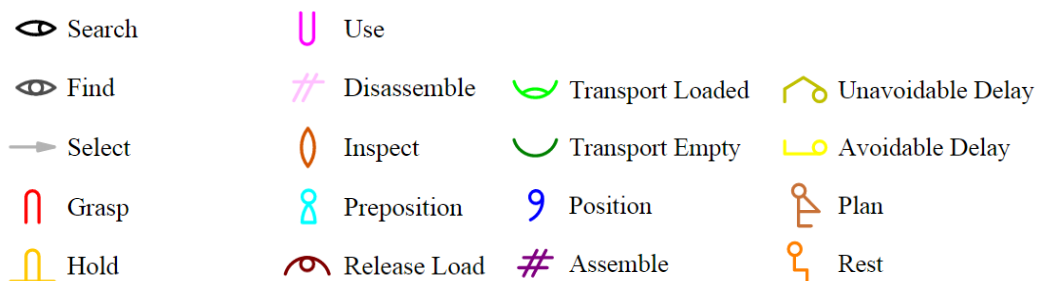 Search Use
Find Disassemble Transport Loaded Unavoidable Delay
Select Inspect Transport Empty Avoidable Delay
Grasp Preposition Position Plan
Hold Release Load Assemble Rest